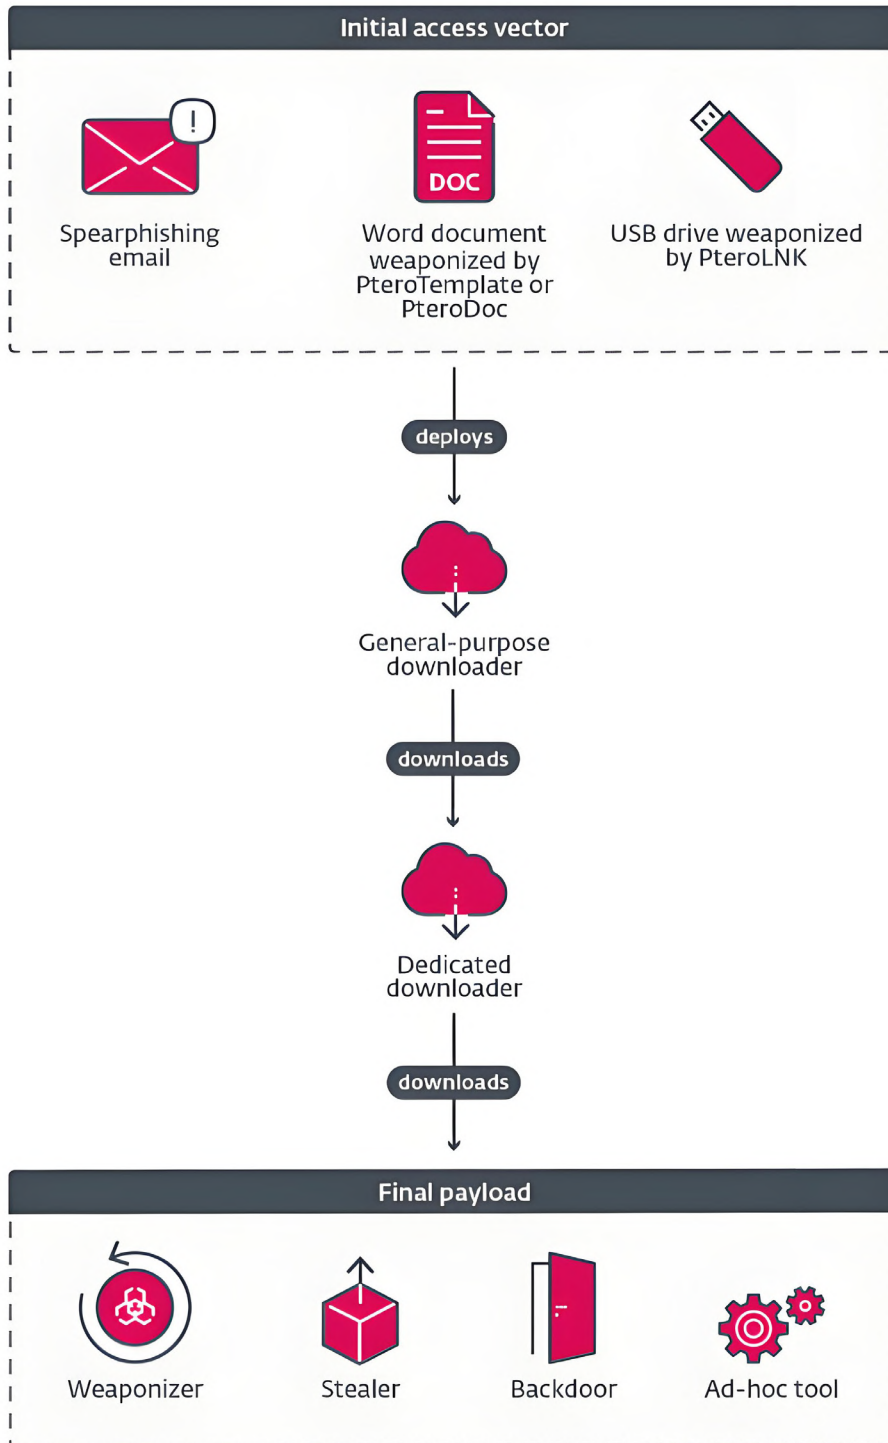 Initial access vector
!
DOC
Spearphishing
email
Word document
weaponized by
PteroTemplate or
PteroDoc
USB drive weaponized
by PteroLNK
deploys
General-purpose
downloader
downloads
Dedicated
downloader
downloads
Final payload
Weaponizer
Stealer
Backdoor
Ad-hoc tool